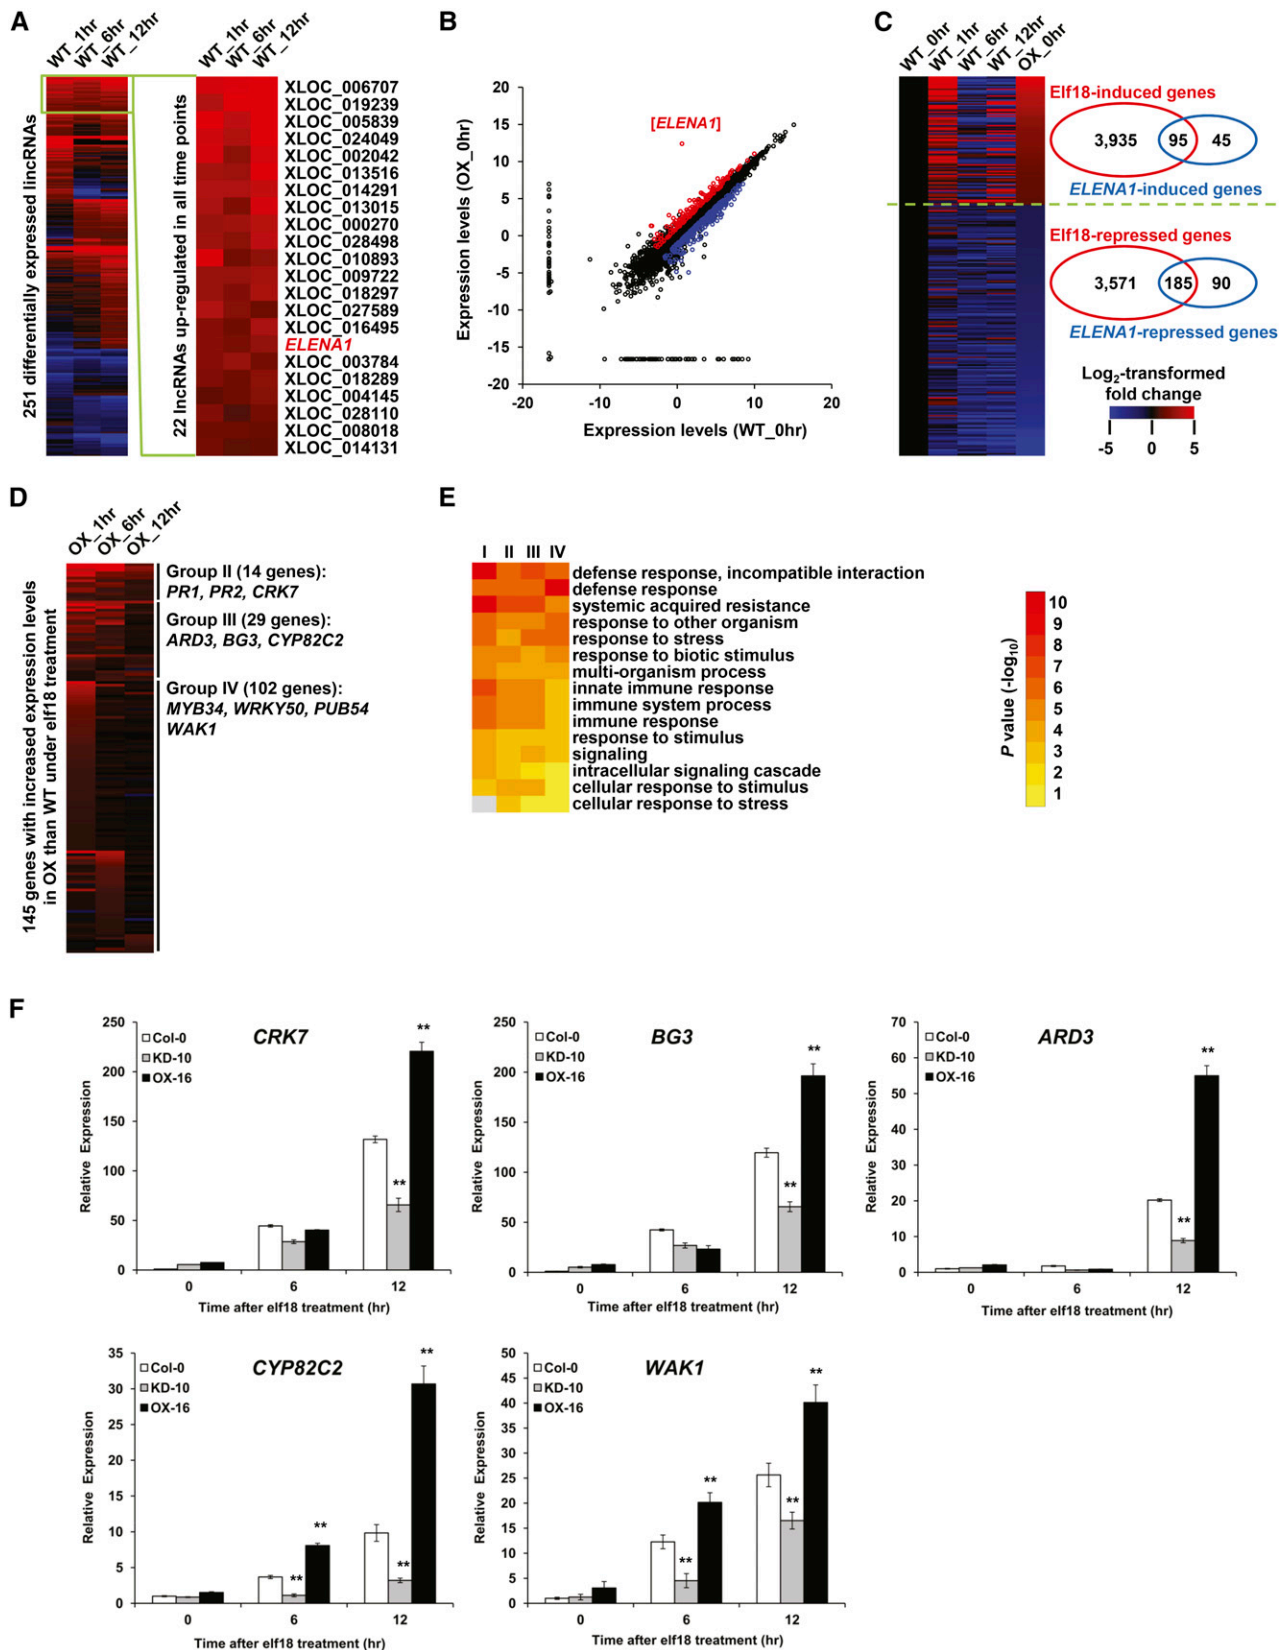 A
WT_1hr
WT_6hr
WT_12hr
251 differentially expressed lincRNAs
22 lncRNAs up-regulated in all time points
WT_1hr
WT_6hr
WT_12hr
XLOC_006707
XLOC_019239
XLOC_005839
XLOC_024049
XLOC_002042
XLOC_013516
XLOC_014291
XLOC_013015
XLOC_000270
XLOC_028498
XLOC_010893
XLOC_009722
XLOC_018297
XLOC_027589
XLOC_016495
ELENA1
XLOC_003784
XLOC_018289
XLOC_004145
XLOC_028110
XLOC_008018
XLOC_014131
B
Expression levels (OX_0hr)
20
15
10
5
0
-5
-10
-15
-20
[ELENA1]
-20
-10
0
10
20
Expression levels (WT_0hr)
C
WT_0hr
WT_1hr
WT_6hr
WT_12hr
OX_0hr
Elf18-induced genes
3,935
95
45
ELENA1-induced genes
Elf18-repressed genes
3,571
185
90
ELENA1-repressed genes
Log2-transformed
fold change
-5
0
5
D
OX_1hr
OX_6hr
OX_12hr
145 genes with increased expression levels
in OX than WT under elf18 treatment
Group II (14 genes):
PR1, PR2, CRK7
Group III (29 genes):
ARD3, BG3, CYP82C2
Group IV (102 genes):
MYB34, WRKY50, PUB54
WAK1
E
I II III IV
defense response, incompatible interaction
defense response
systemic acquired resistance
response to other organism
response to stress
response to biotic stimulus
multi-organism process
innate immune response
immune system process
immune response
response to stimulus
signaling
intracellular signaling cascade
cellular response to stimulus
cellular response to stress
P value (-log10)
10
9
8
7
6
5
4
3
2
1
F
CRK7
Col-0
KD-10
OX-16
Relative Expression
250
200
150
100
50
0
**
**
0
6
12
Time after elf18 treatment (hr)
BG3
Col-0
KD-10
OX-16
Relative Expression
250
200
150
100
50
0
**
**
0
6
12
Time after elf18 treatment (hr)
ARD3
Col-0
KD-10
OX-16
Relative Expression
70
60
50
40
30
20
10
0
**
**
0
6
12
Time after elf18 treatment (hr)
CYP82C2
Col-0
KD-10
OX-16
Relative Expression
35
30
25
20
15
10
5
0
**
**
**
**
0
6
12
Time after elf18 treatment (hr)
WAK1
Col-0
KD-10
OX-16
Relative Expression
50
45
40
35
30
25
20
15
10
5
0
**
**
**
**
0
6
12
Time after elf18 treatment (hr)